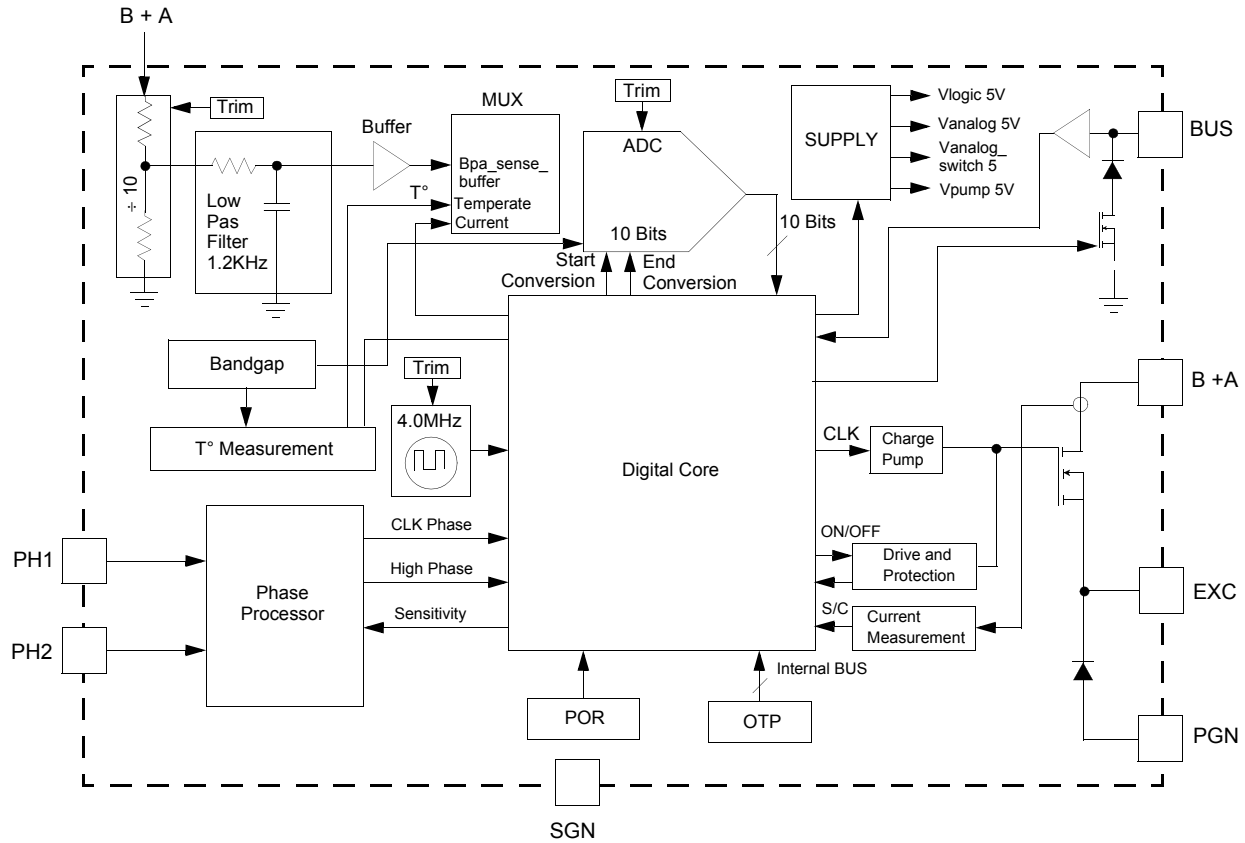 B + A
Trim
÷ 10
Low
Pas
Filter
1.2KHz
Buffer
MUX
Bpa_sense_
buffer
T°
Temperate
Current
Trim
ADC
10 Bits
Start
Conversion
End
Conversion
10 Bits
SUPPLY
Vlogic 5V
Vanalog 5V
Vanalog_
switch 5
Vpump 5V
BUS
Bandgap
T° Measurement
Trim
4.0MHz
Digital Core
B +A
CLK
Charge
Pump
ON/OFF
Drive and
Protection
S/C
Current
Measurement
EXC
PGN
PH1
PH2
Phase
Processor
CLK Phase
High Phase
Sensitivity
POR
Internal BUS
OTP
SGN